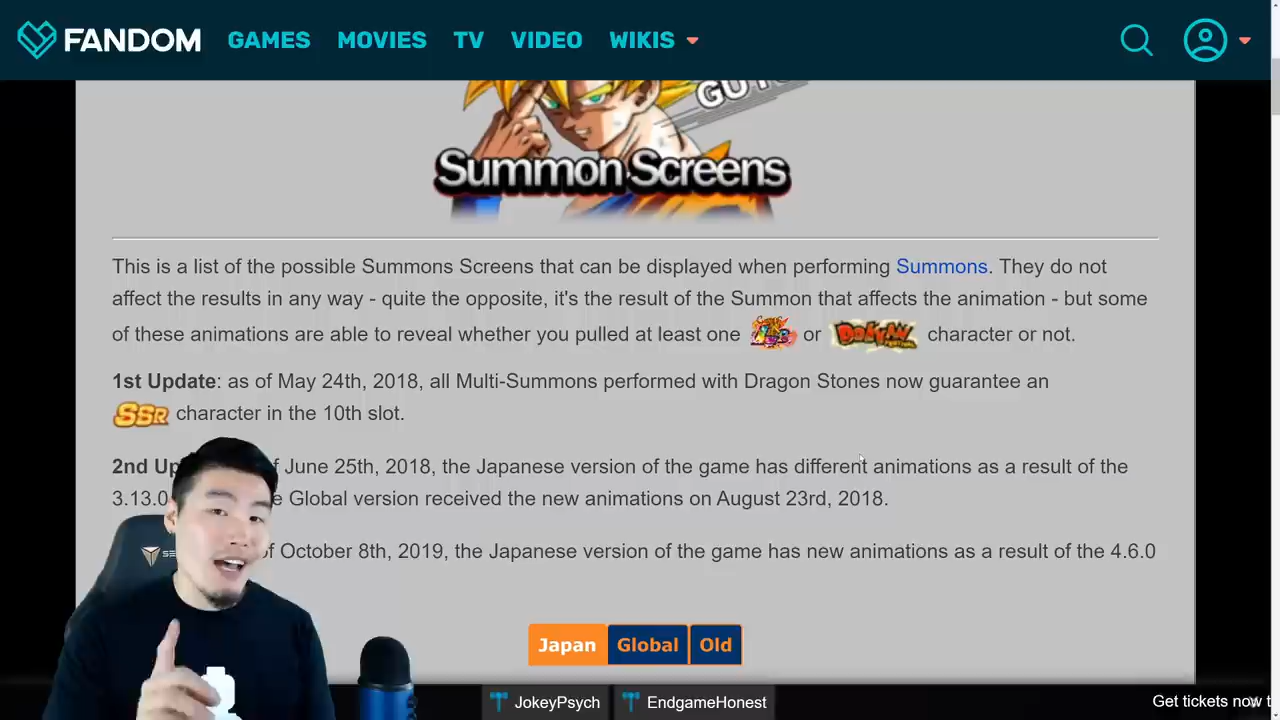 FANDOM GAMES MOVIES TV VIDEO WIKIS
GUTS
Summon Screens
This is a list of the possible Summons Screens that can be displayed when performing Summons. They do not
affect the results in any way - quite the opposite, it's the result of the Summon that affects the animation - but some
of these animations are able to reveal whether you pulled at least one or DOKKAN FESTIVAL character or not.
1st Update: as of May 24th, 2018, all Multi-Summons performed with Dragon Stones now guarantee an
SSR character in the 10th slot.
2nd Up f June 25th, 2018, the Japanese version of the game has different animations as a result of the
3.13.0 e Global version received the new animations on August 23rd, 2018.
of October 8th, 2019, the Japanese version of the game has new animations as a result of the 4.6.0
Japan Global Old
JokeyPsych EndgameHonest
Get tickets now t